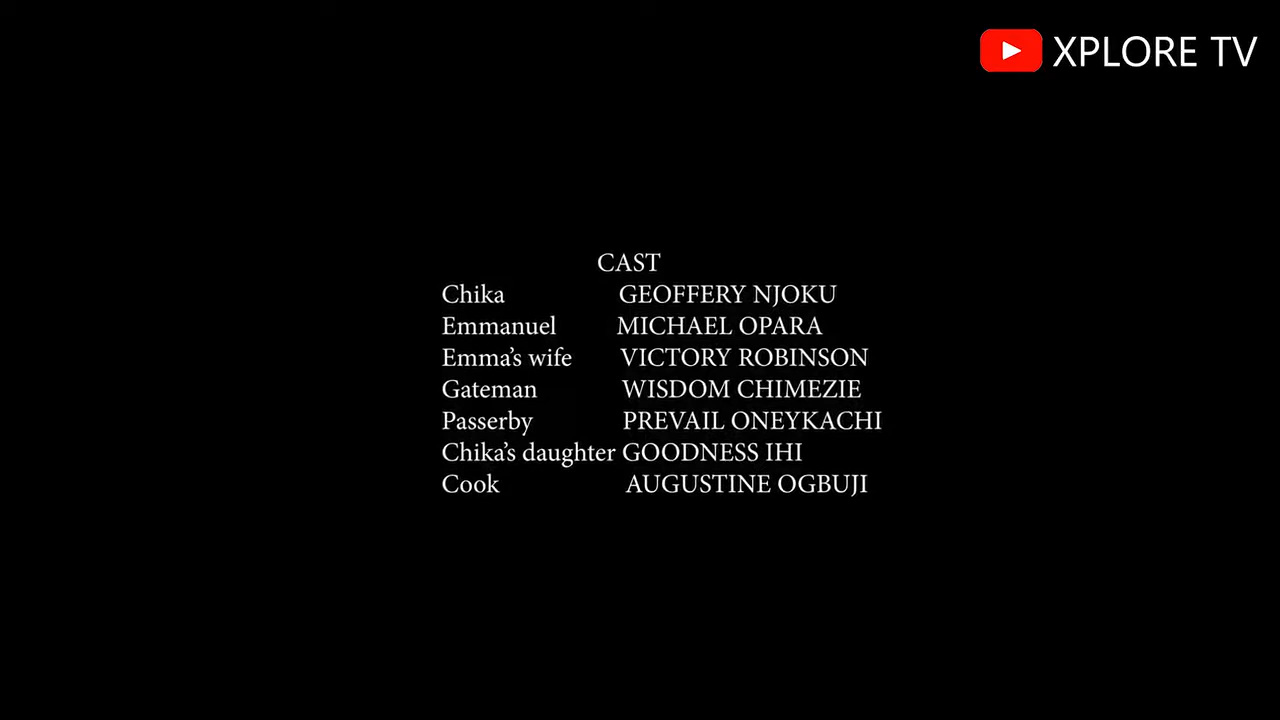 XPLORE TV
CAST
Chika GEOFFERY NJOKU
Emmanuel MICHAEL OPARA
Emma's wife VICTORY ROBINSON
Gateman WISDOM CHIMEZIE
Passerby PREVAIL ONEYKACHI
Chika's daughter GOODNESS IHI
Cook AUGUSTINE OGBUJI